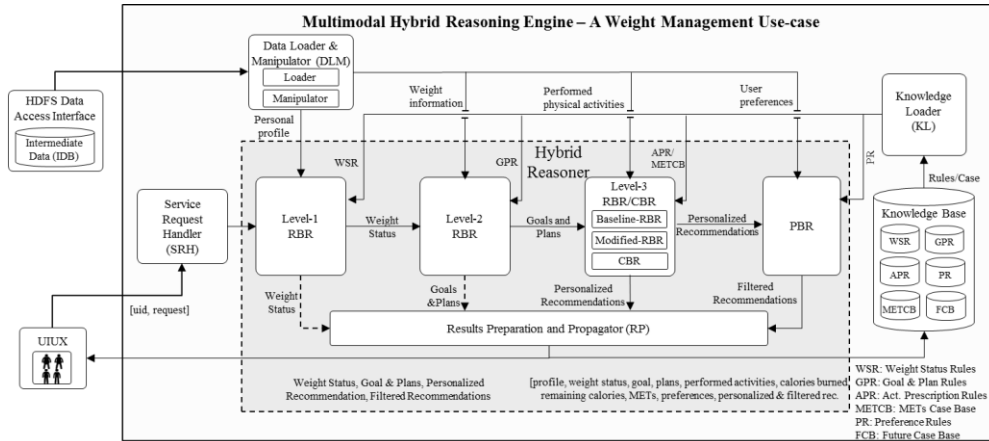 Multimodal Hybrid Reasoning Engine – A Weight Management Use-case
Data Loader &
Manipulator (DLM)
Loader
Manipulator
HDFS Data
Access Interface
Intermediate
Data (IDB)
Weight
information
Performed
physical activities
User
preferences
Knowledge
Loader
(KL)
Personal
profile
WSR
GPR
APR/
METCB
PR
Hybrid
Reasoner
Rules/Case
Service
Request
Handler
(SRH)
Level-1
RBR
Weight
Status
Level-2
RBR
Goals and
Plans
Level-3
RBR/CBR
Baseline-RBR
Modified-RBR
CBR
Personalized
Recommendations
PBR
Knowledge Base
WSR
GPR
APR
PR
METCB
FCB
Weight
Status
Goals
&Plans
Personalized
Recommendations
Filtered
Recommendations
[uid, request]
Results Preparation and Propagator (RP)
UIUX
Weight Status, Goal & Plans, Personalized
Recommendation, Filtered Recommendations
[profile, weight status, goal, plans, performed activities, calories burned,
remaining calories, METs, preferences, personalized & filtered rec.
WSR: Weight Status Rules
GPR: Goal & Plan Rules
APR: Act. Prescription Rules
METCB: METs Case Base
PR: Preference Rules
FCB: Future Case Base